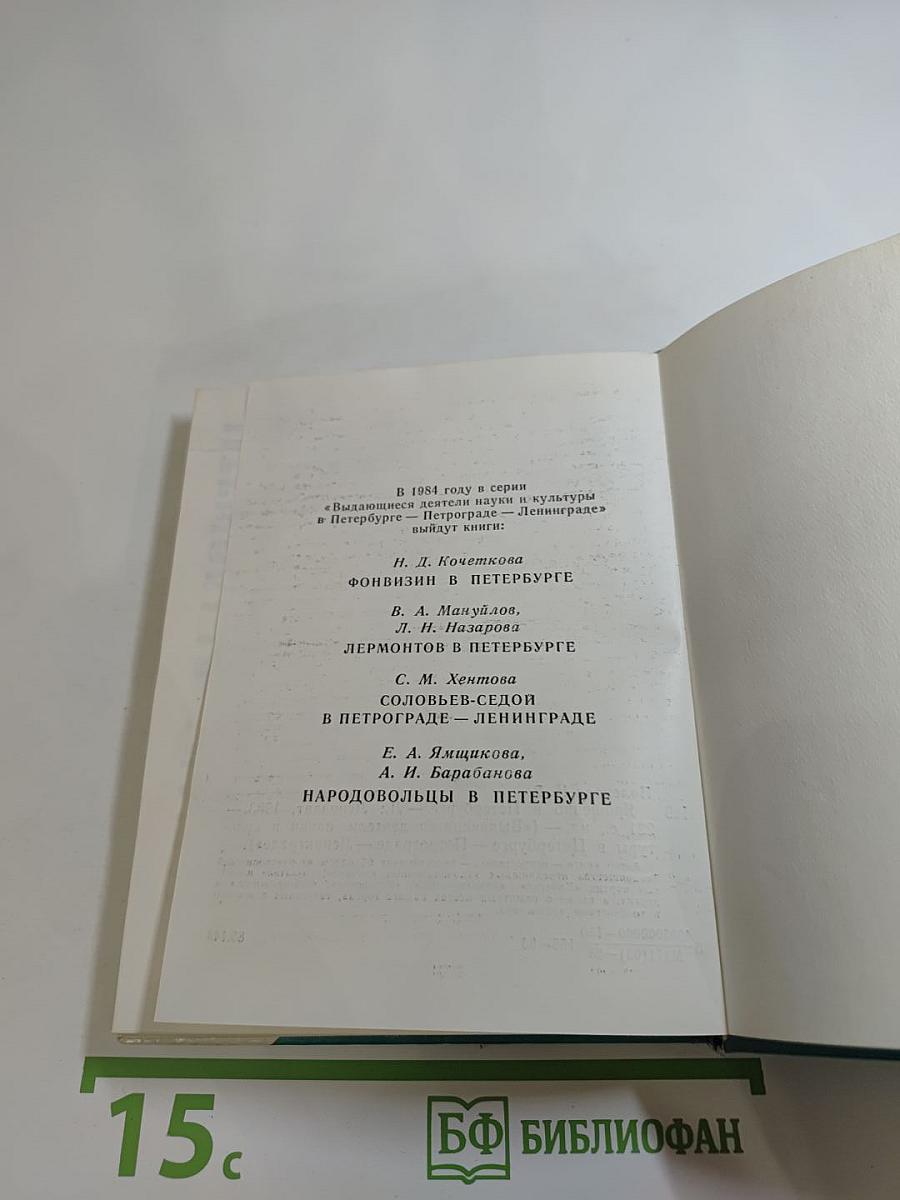 В 1984 году в серии
«Выдающиеся деятели науки и культуры
в Петербурге — Петрограде — Ленинграде»
выйдут книги:
Н. Д. Кочеткова
ФОНВИЗИН В ПЕТЕРБУРГЕ
В. А. Мануйлов,
Л. Н. Назарова
ЛЕРМОНТОВ В ПЕТЕРБУРГЕ
С. М. Хентова
СОЛОВЬЕВ-СЕДОЙ
В ПЕТРОГРАДЕ — ЛЕНИНГРАДЕ
Е. А. Ямщикова,
А. И. Барабанова
НАРОДОВОЛЬЦЫ В ПЕТЕРБУРГЕ
15 с
БФ БИБЛИОФАН